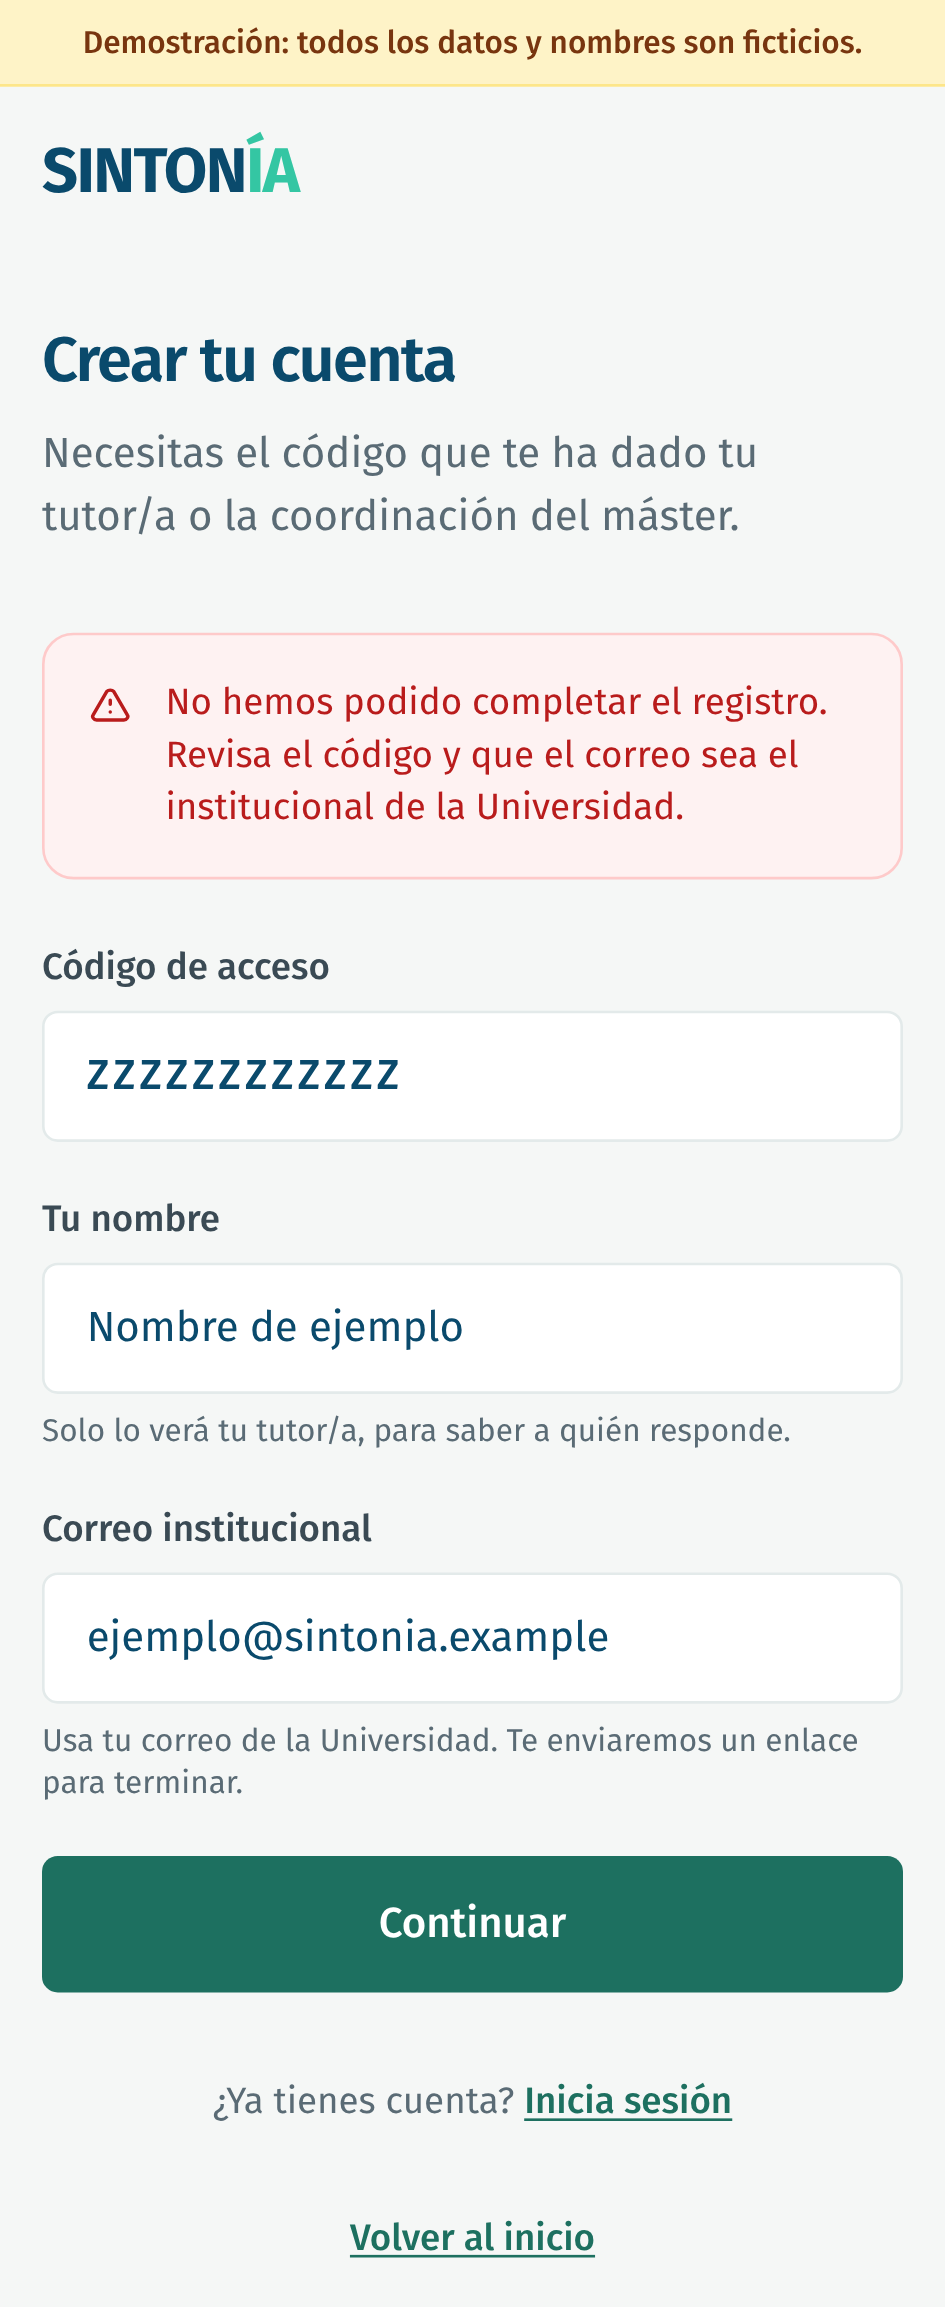 Demostración: todos los datos y nombres son ficticios.
SINTONÍA
Crear tu cuenta
Necesitas el código que te ha dado tu
tutor/a o la coordinación del máster.
No hemos podido completar el registro.
Revisa el código y que el correo sea el
institucional de la Universidad.
Código de acceso
ZZZZZZZZZZZZ
Tu nombre
Nombre de ejemplo
Solo lo verá tu tutor/a, para saber a quién responde.
Correo institucional
ejemplo@sintonia.example
Usa tu correo de la Universidad. Te enviaremos un enlace
para terminar.
Continuar
¿Ya tienes cuenta? Inicia sesión
Volver al inicio